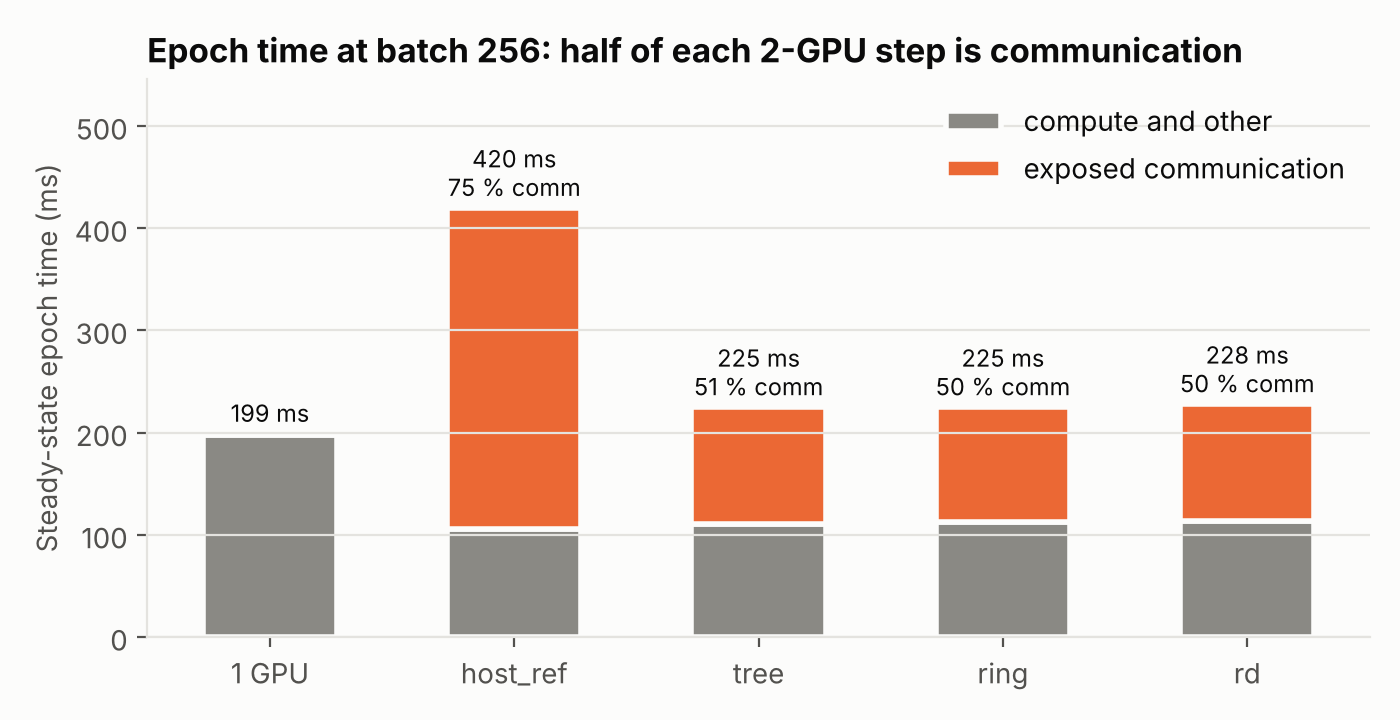 Epoch time at batch 256: half of each 2-GPU step is communication
compute and other
exposed communication
Steady-state epoch time (ms)
500
400
300
200
100
0
199 ms
420 ms
75 % comm
225 ms
51 % comm
225 ms
50 % comm
228 ms
50 % comm
1 GPU
host_ref
tree
ring
rd